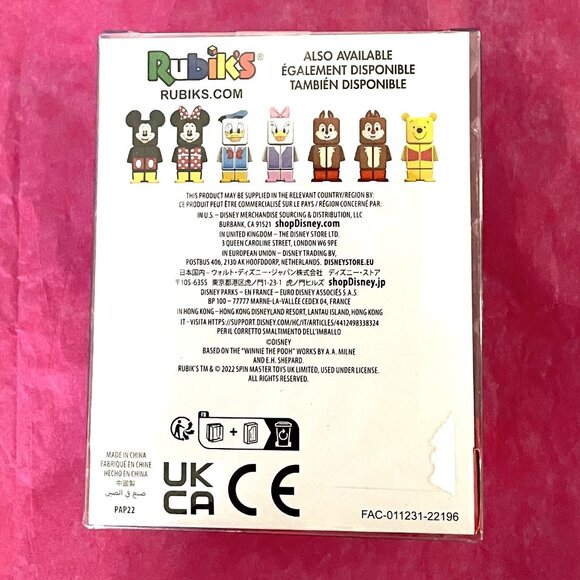 Rubik's®
RUBIKS.COM
ALSO AVAILABLE
ÉGALEMENT DISPONIBLE
TAMBIÉN DISPONIBLE
THIS PRODUCT MAY BE SUPPLIED IN THE RELEVANT COUNTRY/REGION BY:
CE PRODUIT PEUT ÊTRE COMMERCIALISÉ SUR LE PAYS / RÉGION CONCERNÉ PAR:
IN U.S. – DISNEY MERCHANDISE SOURCING & DISTRIBUTION, LLC
BURBANK, CA 91521 shopDisney.com
IN UNITED KINGDOM – THE DISNEY STORE LTD.
3 QUEEN CAROLINE STREET, LONDON W6 9PE
IN EUROPEAN UNION – DISNEY TRADING BV,
POSTBUS 406, 2130 AK HOOFDDORP, NETHERLANDS. DISNEYSTORE.EU
日本国内 - ウォルト・ディズニー・ジャパン株式会社 ディズニー・ストア
〒105-6355 東京都港区虎ノ門1-23-1 虎ノ門ヒルズ shopDisney.jp
DISNEY PARKS – EN FRANCE – EURO DISNEY ASSOCIÉS S.A.S
BP 100 – 77777 MARNE-LA-VALLÉE CEDEX 04, FRANCE
IN HONG KONG – HONG KONG DISNEYLAND RESORT, LANTAU ISLAND, HONG KONG
IT - VISITA HTTPS://SUPPORT.DISNEY.COM/HC/IT/ARTICLES/4412498338324
PER IL CORRETTO SMALTIMENTO DELL'IMBALLO
©DISNEY
BASED ON THE "WINNIE THE POOH" WORKS BY A.A. MILNE
AND E.H. SHEPARD.
RUBIK'S TM & © 2022 SPIN MASTER TOYS UK LIMITED, USED UNDER LICENSE.
ALL RIGHTS RESERVED.
MADE IN CHINA
FABRIQUÉ EN CHINE
HECHO EN CHINA
中國製
صنع في الصين
PAP22
UK
CA
CE
FAC-011231-22196